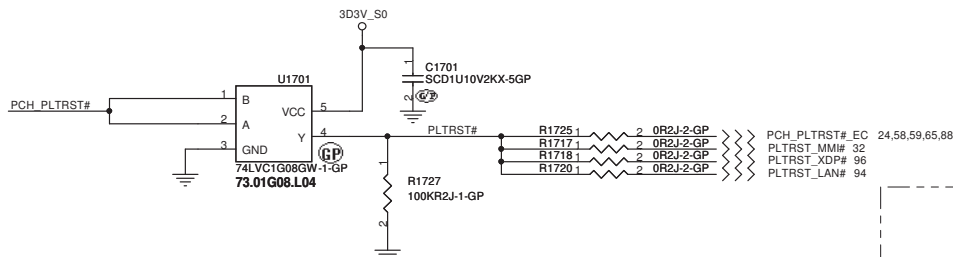 3D3V_S0
C1701
SCD1U10V2KX-5GP
1
2
G/P
U1701
PCH_PLTRST#
1 B
2 A
3 GND
VCC 5
Y 4
GP
74LVC1G08GW-1-GP
73.01G08.L04
PLTRST#
1
2
R1727
100KR2J-1-GP
R1725 1 2 0R2J-2-GP PCH_PLTRST#_EC 24,58,59,65,88
R1717 1 2 0R2J-2-GP PLTRST_MMI# 32
R1718 1 2 0R2J-2-GP PLTRST_XDP# 96
R1720 1 2 0R2J-2-GP PLTRST_LAN# 94